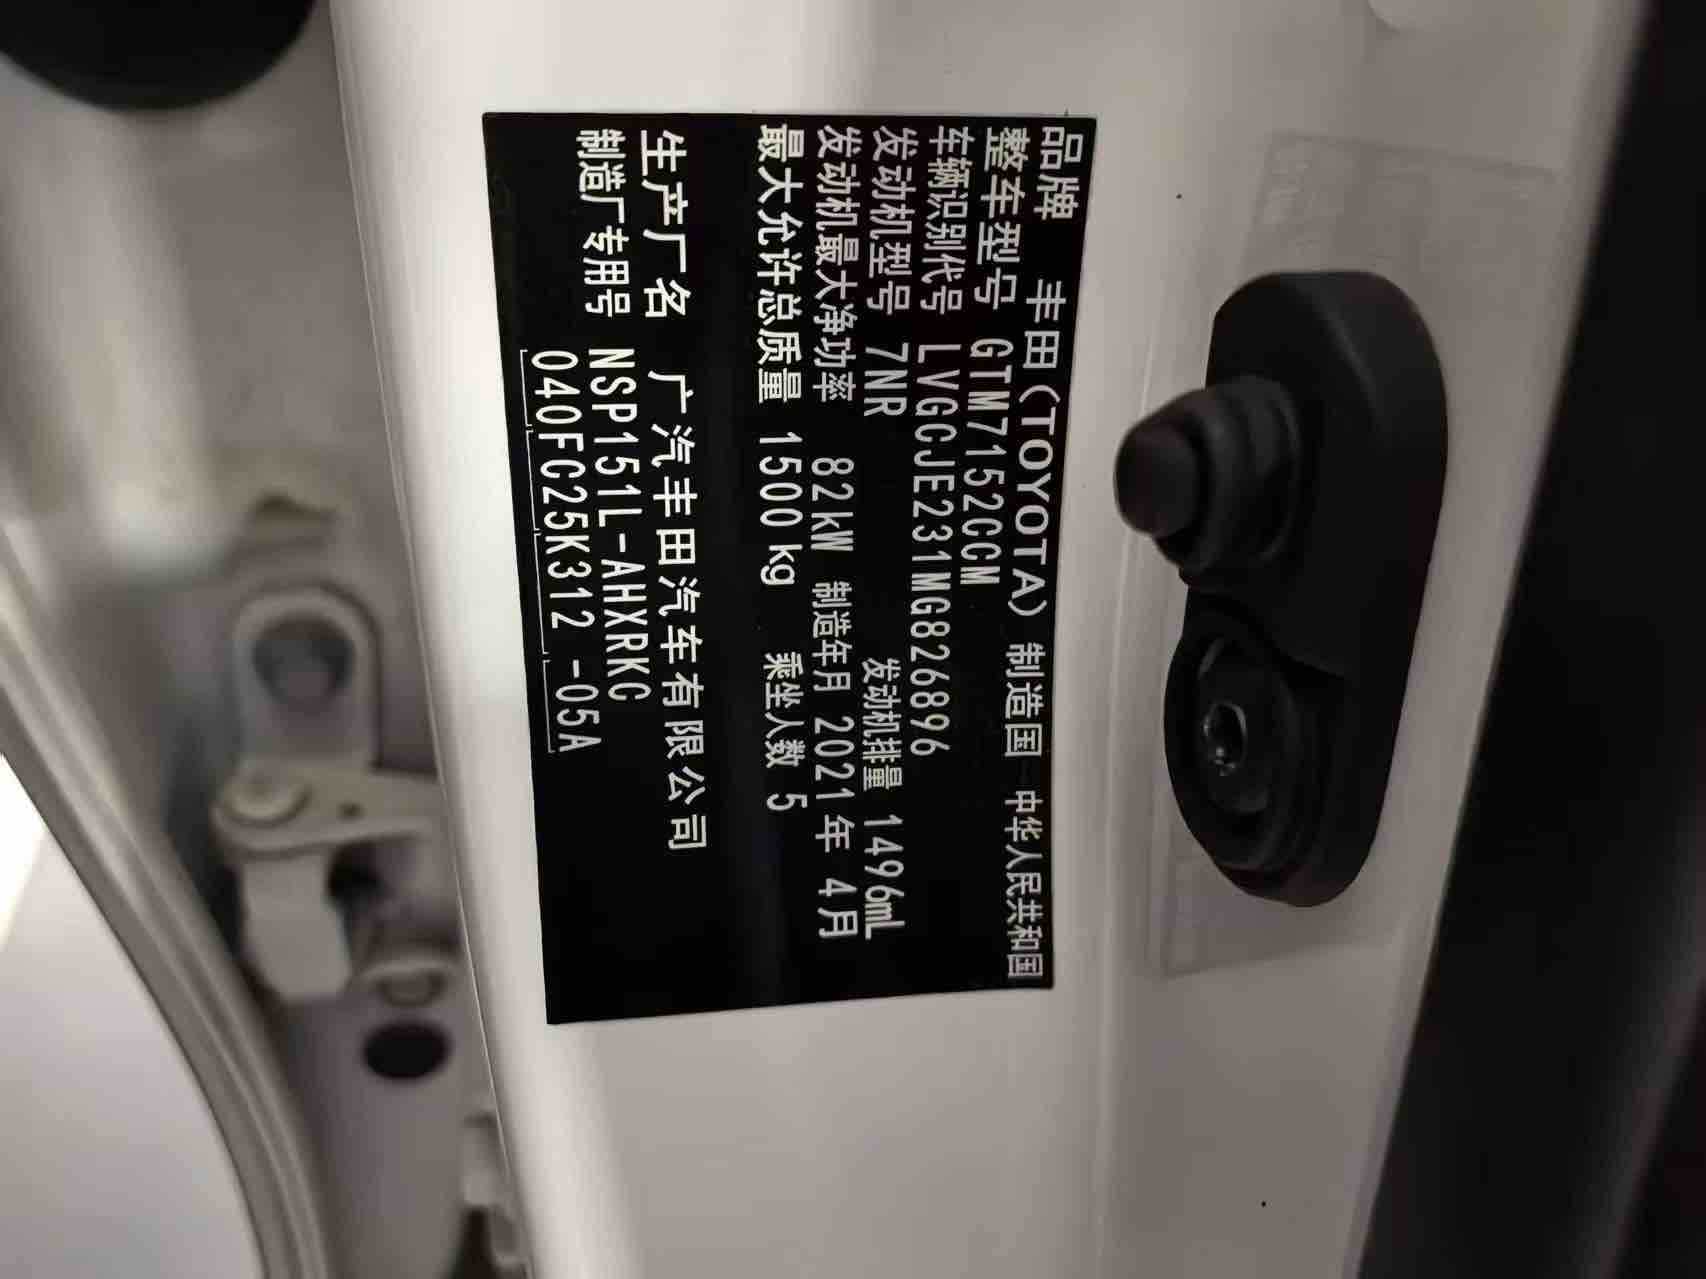 品牌 丰田(TOYOTA) 制造国 中华人民共和国
整车型号 GTM7152CCM
车辆识别代号 LVGCJE231MG826896
发动机型号 7NR 发动机排量 1496mL
发动机最大净功率 82kW 制造年月 2021年4月
最大允许总质量 1500kg 乘坐人数 5
生产厂名 广汽丰田汽车有限公司
制造厂专用号 NSP151L-AHXRKC
040FC25K312 -05A